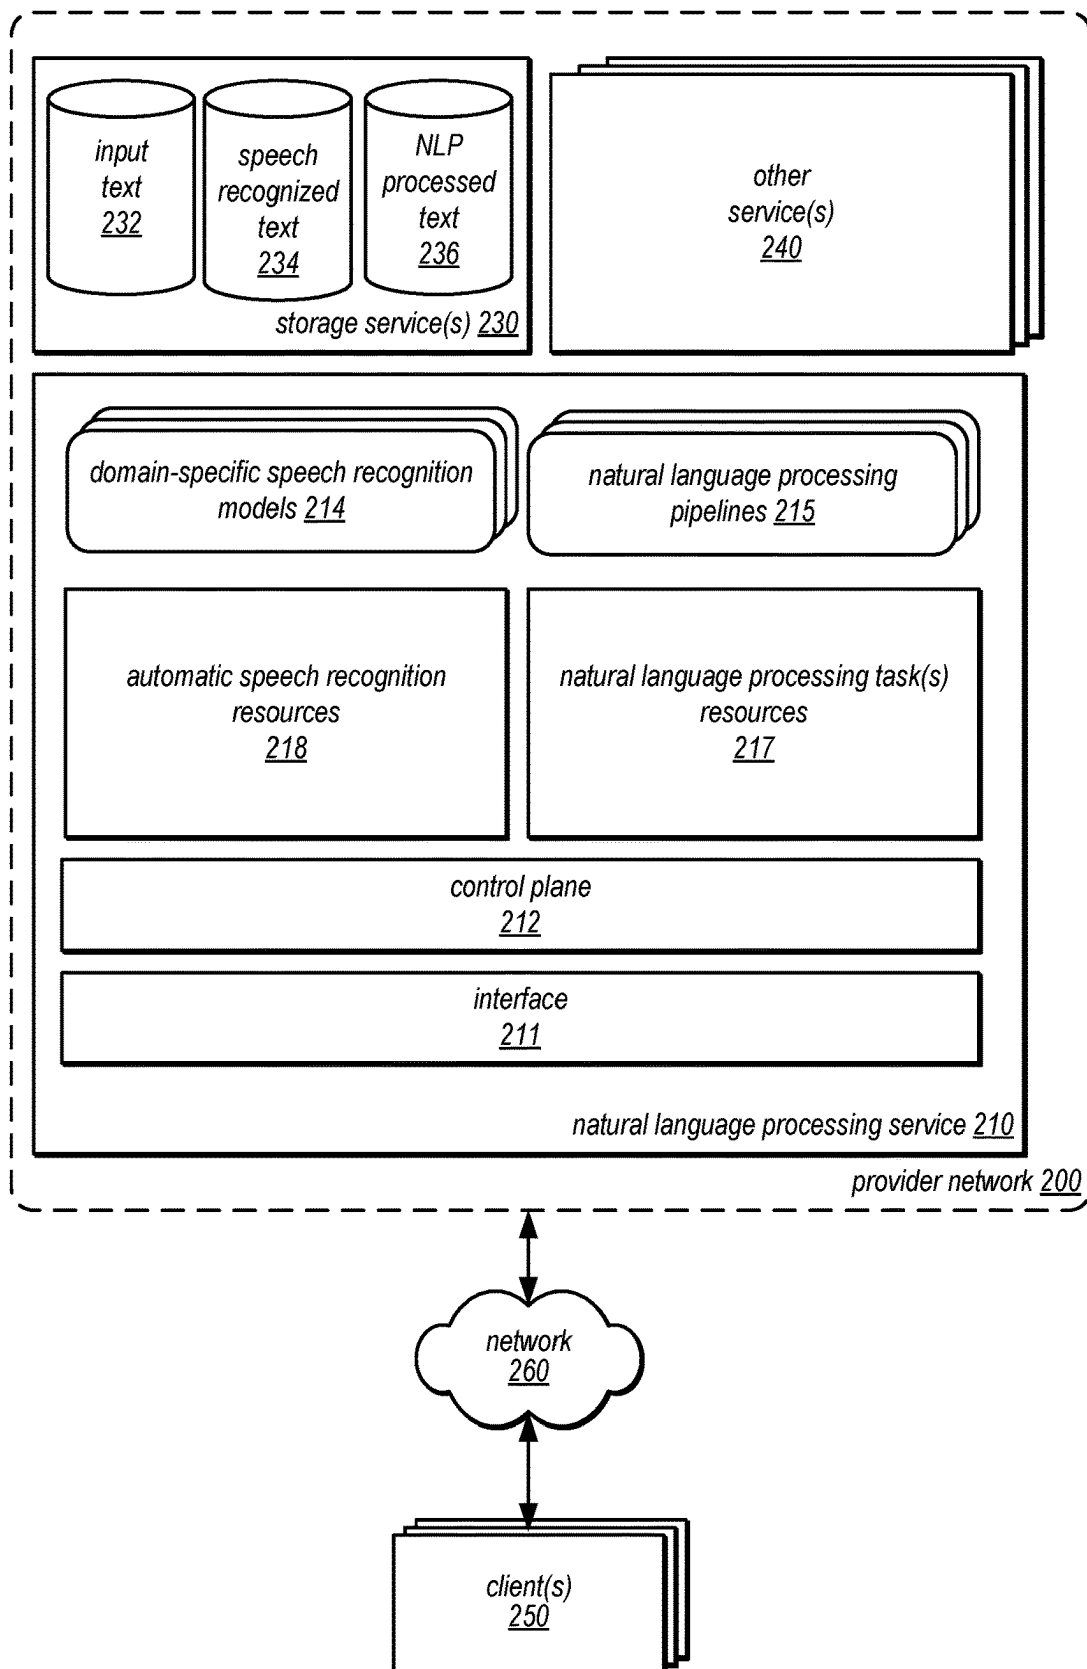 input
text
232
speech
recognized
text
234
NLP
processed
text
236
storage service(s) 230
other
service(s)
240
domain-specific speech recognition
models 214
natural language processing
pipelines 215
automatic speech recognition
resources
218
natural language processing task(s)
resources
217
control plane
212
interface
211
natural language processing service 210
provider network 200
network
260
client(s)
250